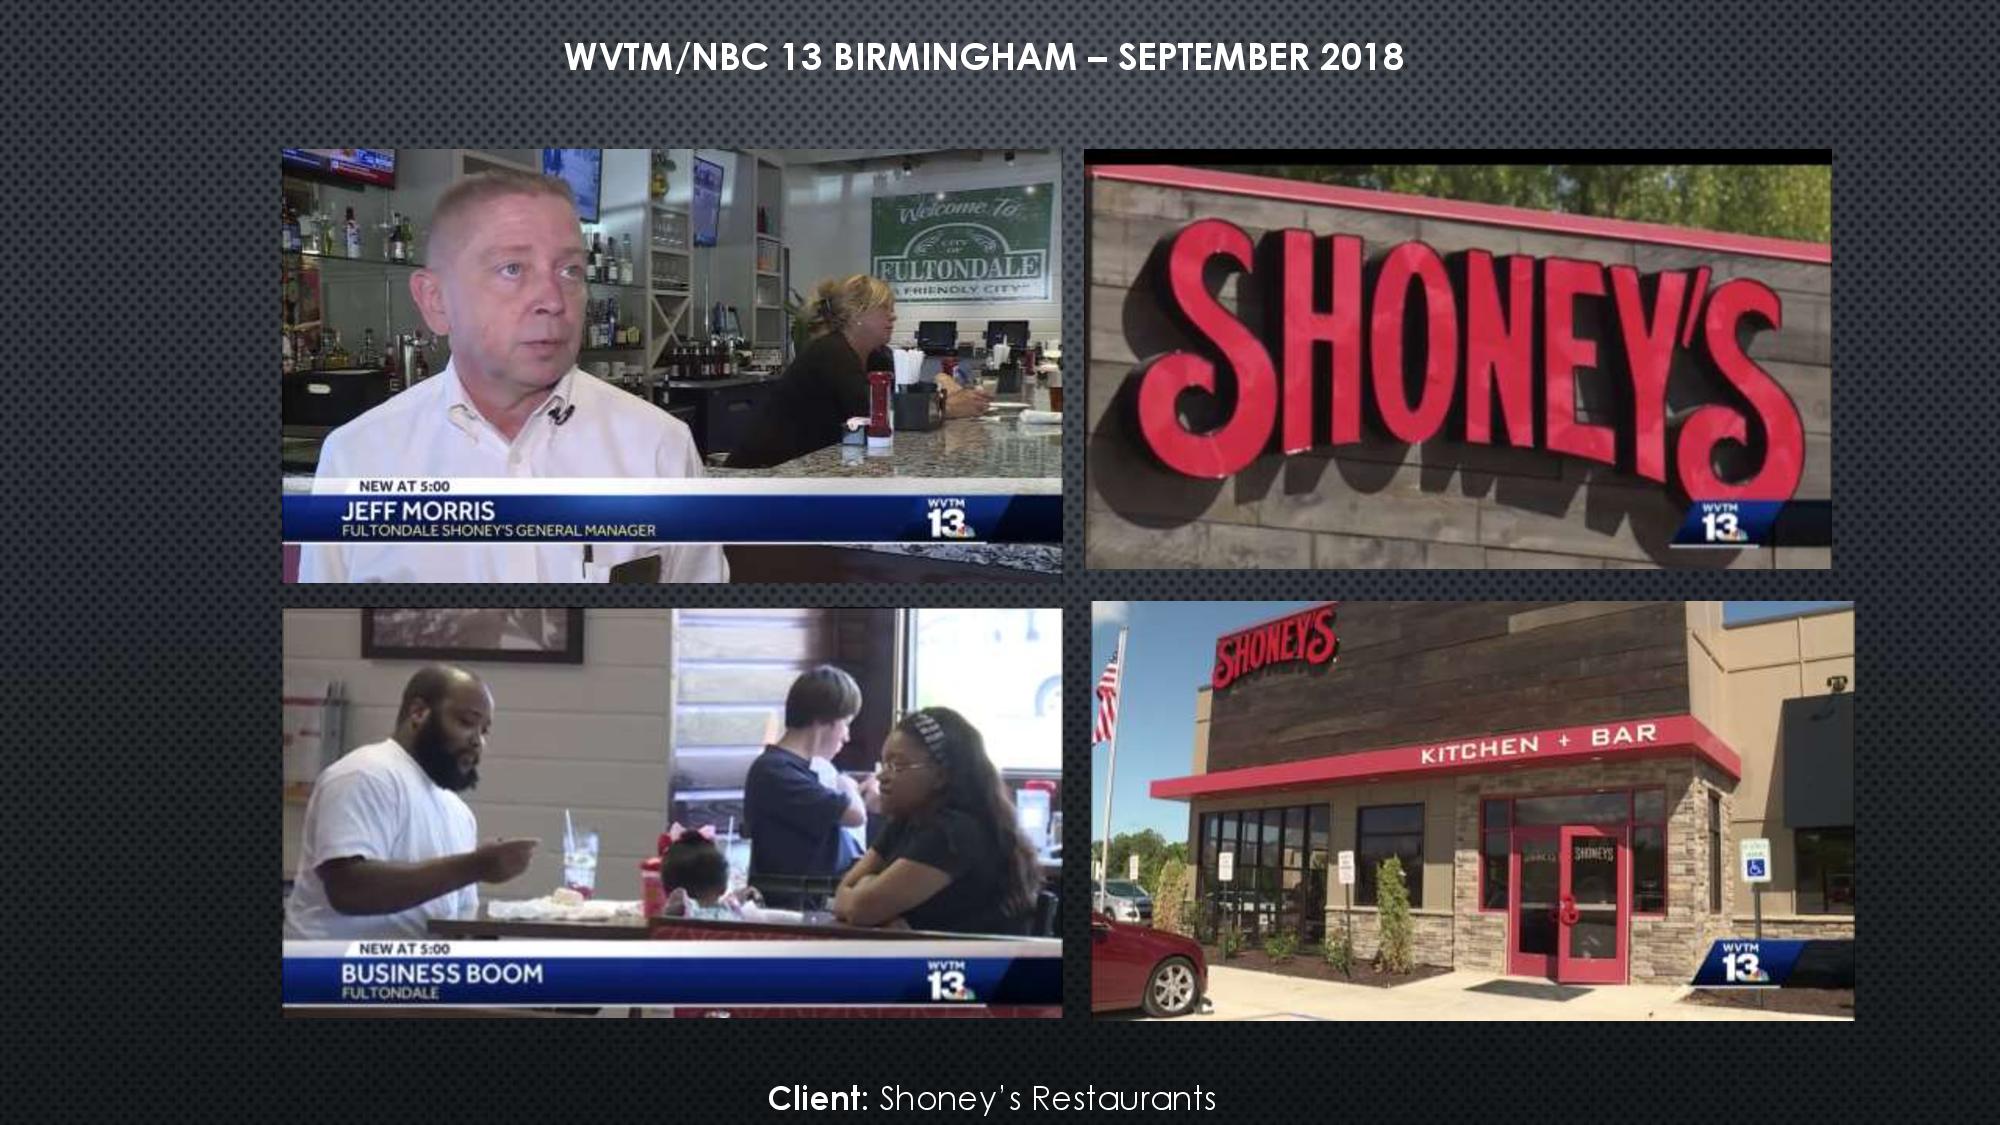 WVTM/NBC 13 BIRMINGHAM – SEPTEMBER 2018
Welcome To
CITY
OF
FULTONDALE
"A FRIENDLY CITY"
NEW AT 5:00
JEFF MORRIS
FULTONDALE SHONEY'S GENERAL MANAGER
WVTM
13
SHONEY'S
WVTM
13
NEW AT 5:00
BUSINESS BOOM
FULTONDALE
WVTM
13
SHONEY'S
KITCHEN + BAR
SHONEYS
WVTM
13
Client: Shoney's Restaurants